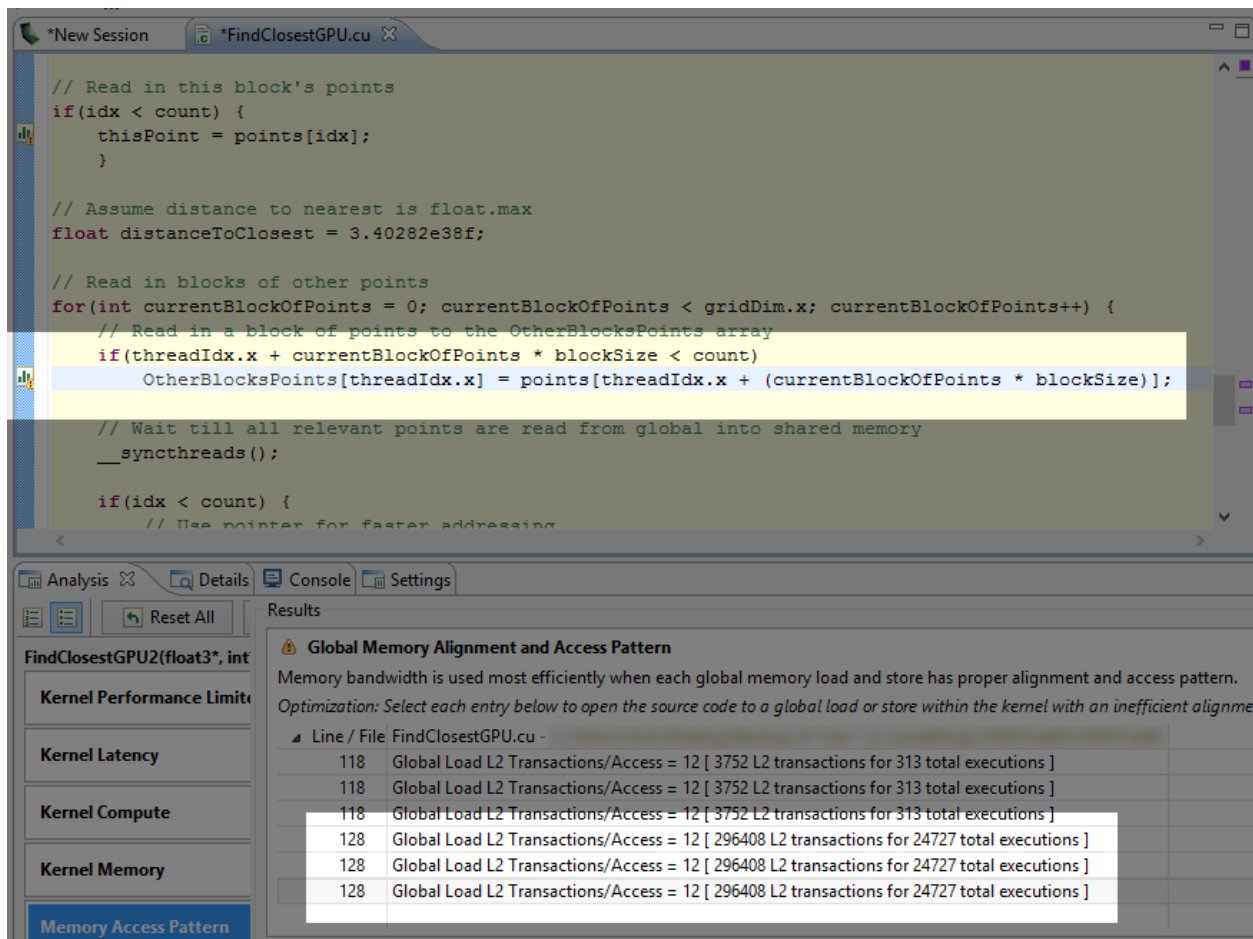 *New Session *FindClosestGPU.cu
// Read in this block's points
if(idx < count) {
thisPoint = points[idx];
}
// Assume distance to nearest is float.max
float distanceToClosest = 3.40282e38f;
// Read in blocks of other points
for(int currentBlockOfPoints = 0; currentBlockOfPoints < gridDim.x; currentBlockOfPoints++) {
// Read in a block of points to the OtherBlocksPoints array
if(threadIdx.x + currentBlockOfPoints * blockSize < count)
OtherBlocksPoints[threadIdx.x] = points[threadIdx.x + (currentBlockOfPoints * blockSize)];
// Wait till all relevant points are read from global into shared memory
__syncthreads();
if(idx < count) {
// Use pointer for faster addressing
Analysis Details Console Settings
Reset All
Results
FindClosestGPU2(float3*, int
Kernel Performance Limite
Kernel Latency
Kernel Compute
Kernel Memory
Memory Access Pattern
Global Memory Alignment and Access Pattern
Memory bandwidth is used most efficiently when each global memory load and store has proper alignment and access pattern.
Optimization: Select each entry below to open the source code to a global load or store within the kernel with an inefficient alignme
Line / File FindClosestGPU.cu -
118 Global Load L2 Transactions/Access = 12 [ 3752 L2 transactions for 313 total executions ]
118 Global Load L2 Transactions/Access = 12 [ 3752 L2 transactions for 313 total executions ]
118 Global Load L2 Transactions/Access = 12 [ 3752 L2 transactions for 313 total executions ]
128 Global Load L2 Transactions/Access = 12 [ 296408 L2 transactions for 24727 total executions ]
128 Global Load L2 Transactions/Access = 12 [ 296408 L2 transactions for 24727 total executions ]
128 Global Load L2 Transactions/Access = 12 [ 296408 L2 transactions for 24727 total executions ]